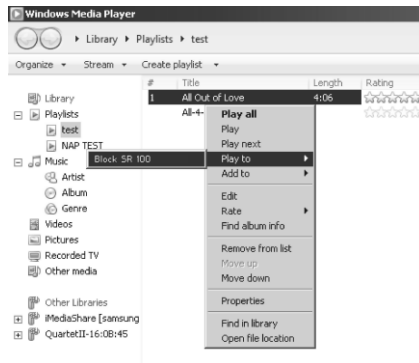 Windows Media Player
Library Playlists test
Organize Stream Create playlist
# Title Length Rating
Library
1 All Out of Love 4:06
Playlists
All-4-
test
NAP TEST
Music
Artist
Album
Genre
Videos
Pictures
Recorded TV
Other media
Other Libraries
iMediaShare [samsung
QuartetII-16:0B:45
Block SR 100
Play all
Play
Play next
Play to
Add to
Edit
Rate
Find album info
Remove from list
Move up
Move down
Properties
Find in library
Open file location